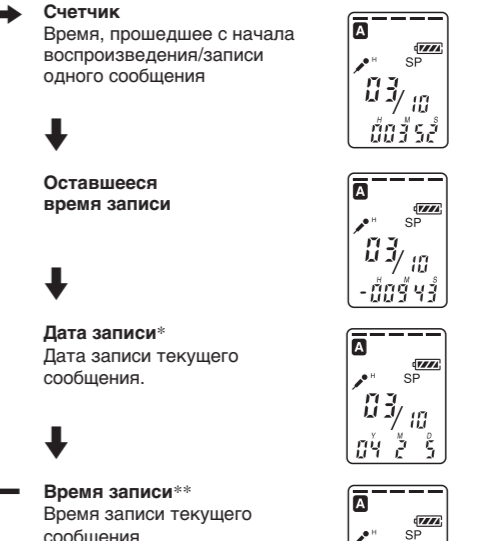 Счетчик
Время, прошедшее с начала
воспроизведения/записи
одного сообщения
A
H
SP
03/10
H M S
00352
Оставшееся
время записи
A
H
SP
03/10
H M S
-00943
Дата записи*
Дата записи текущего
сообщения.
A
H
SP
03/10
Y M D
04 2 5
Время записи**
Время записи текущего
сообщения
A
H
SP